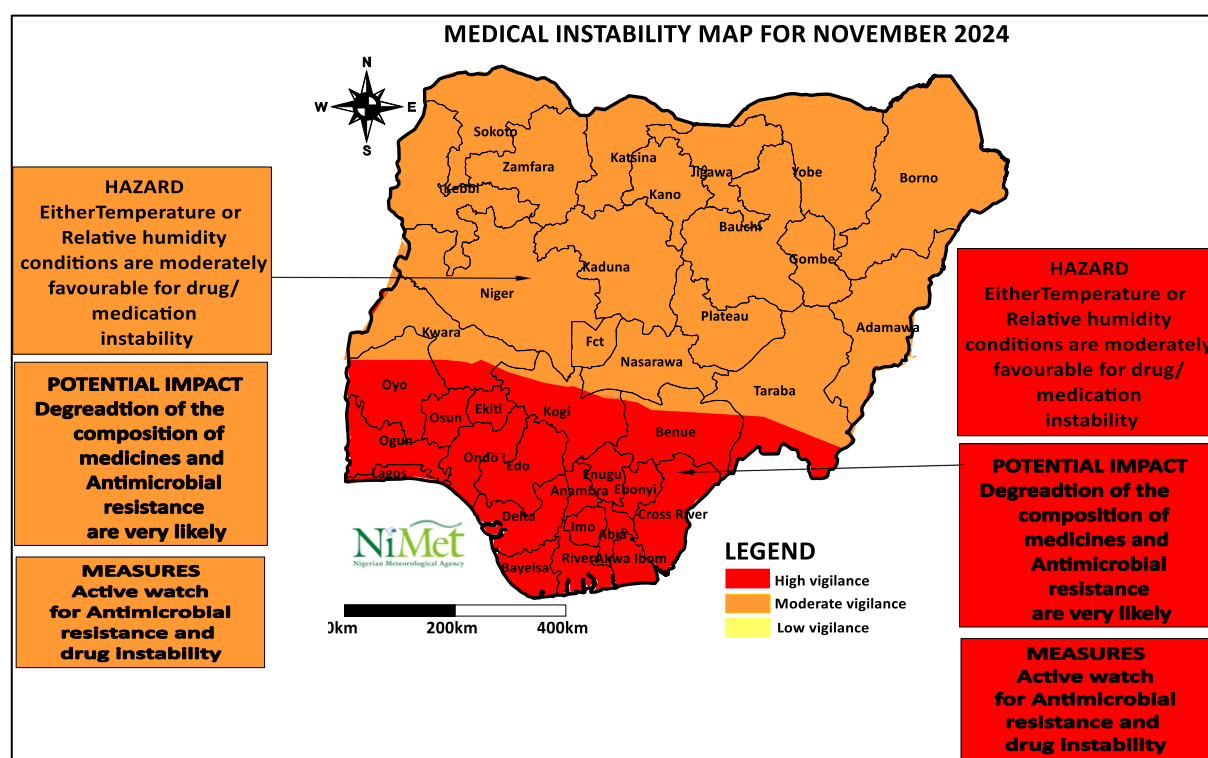 MEDICAL INSTABILITY MAP FOR NOVEMBER 2024
N
W E
S
HAZARD
EitherTemperature or
Relative humidity
conditions are moderately
favourable for drug/
medication
instability
POTENTIAL IMPACT
Degreadtion of the
composition of
medicines and
Antimicrobial
resistance
are very likely
MEASURES
Active watch
for Antimicrobial
resistance and
drug instability
Sokoto
Zamfara
Kebbi
Katsina
Kano
Jigawa
Yobe
Borno
Bauchi
Gombe
Kaduna
Niger
Plateau
Adamawa
Kwara
Fct
Nasarawa
Taraba
Oyo
Osun
Ekiti
Kogi
Benue
Ogun
Ondo
Edo
Lagos
Enugu
Anambra
Ebonyi
Delta
Imo
Abia
Cross River
Bayelsa
Rivers
Akwa Ibom
NiMet
Nigerian Meteorological Agency
0km 200km 400km
LEGEND
High vigilance
Moderate vigilance
Low vigilance
HAZARD
EitherTemperature or
Relative humidity
conditions are moderately
favourable for drug/
medication
instability
POTENTIAL IMPACT
Degreadtion of the
composition of
medicines and
Antimicrobial
resistance
are very likely
MEASURES
Active watch
for Antimicrobial
resistance and
drug instability